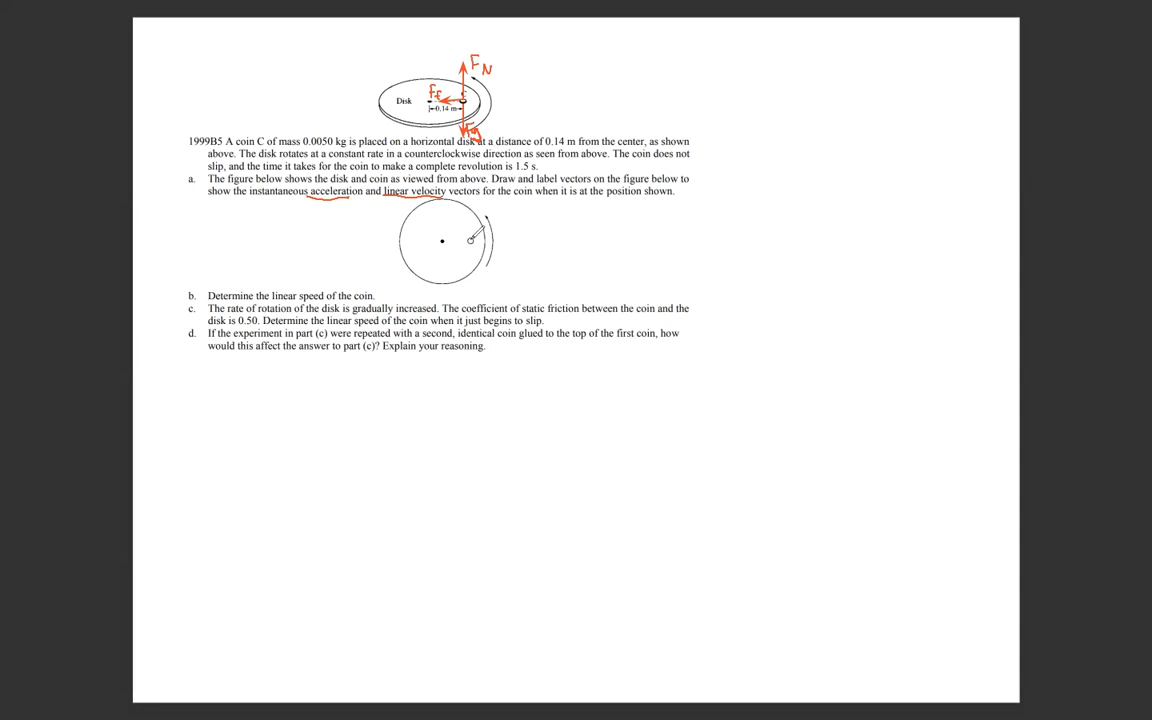 F_N
F_f
Disk
0.14 m
F_g
1999B5 A coin C of mass 0.0050 kg is placed on a horizontal disk at a distance of 0.14 m from the center, as shown
above. The disk rotates at a constant rate in a counterclockwise direction as seen from above. The coin does not
slip, and the time it takes for the coin to make a complete revolution is 1.5 s.
a. The figure below shows the disk and coin as viewed from above. Draw and label vectors on the figure below to
show the instantaneous acceleration and linear velocity vectors for the coin when it is at the position shown.
b. Determine the linear speed of the coin.
c. The rate of rotation of the disk is gradually increased. The coefficient of static friction between the coin and the
disk is 0.50. Determine the linear speed of the coin when it just begins to slip.
d. If the experiment in part (c) were repeated with a second, identical coin glued to the top of the first coin, how
would this affect the answer to part (c)? Explain your reasoning.